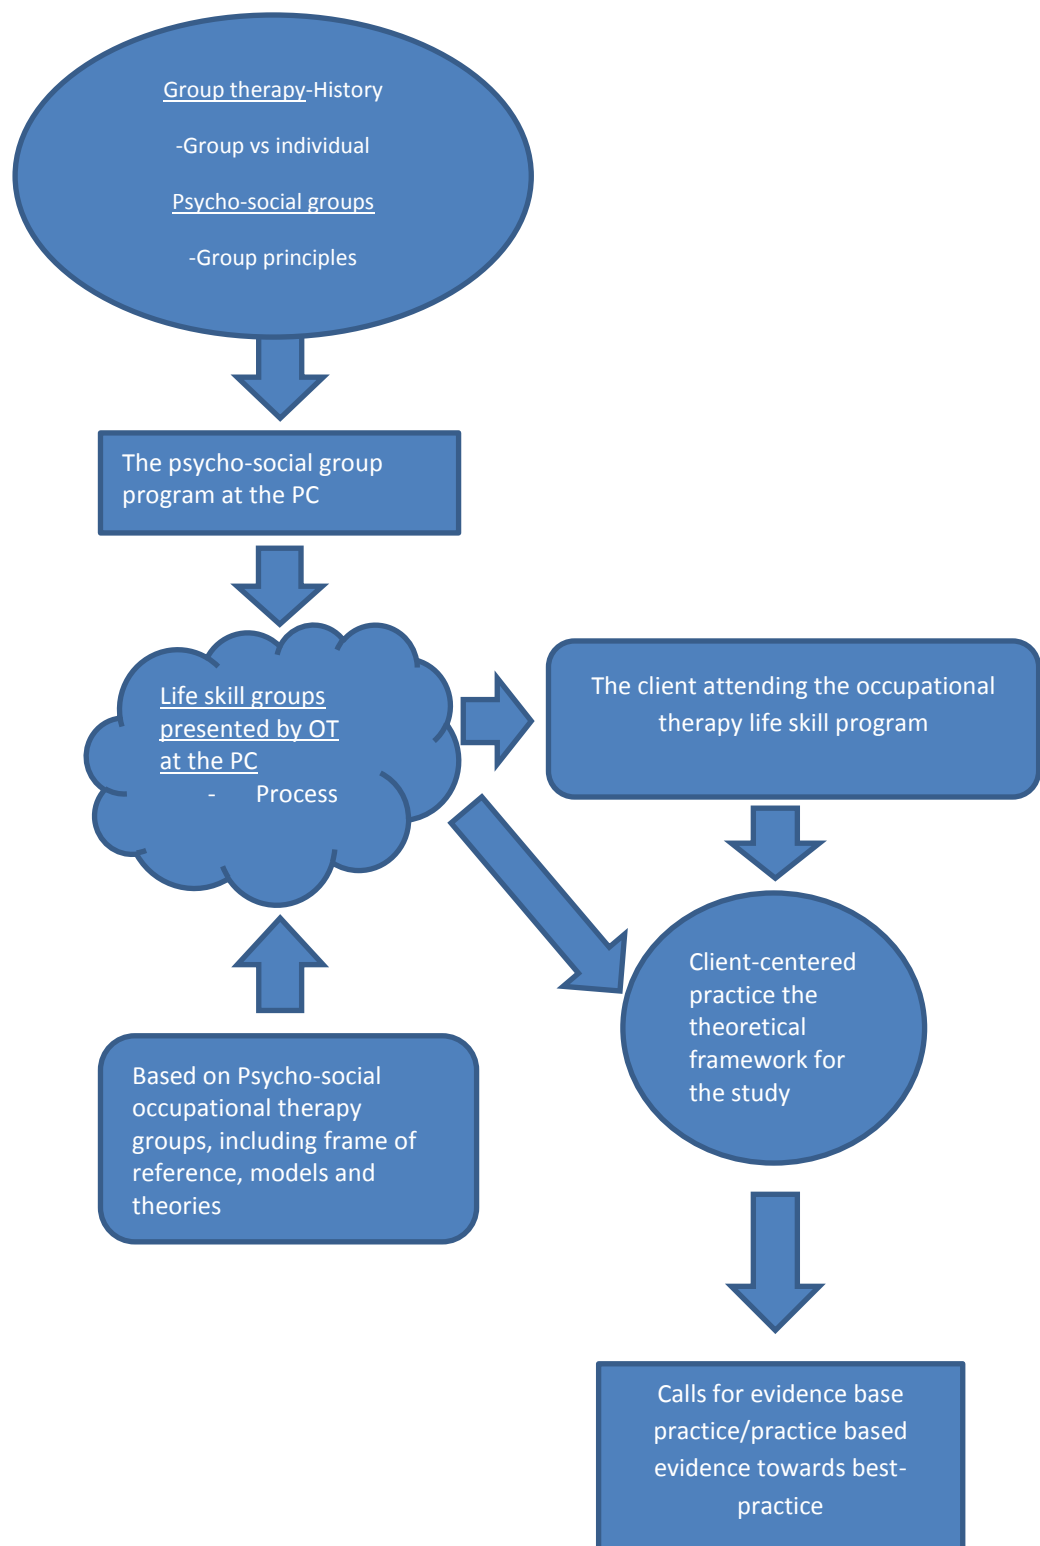 Group therapy-History
-Group vs individual
Psycho-social groups
-Group principles
The psycho-social group
program at the PC
Life skill groups
presented by OT
at the PC
- Process
The client attending the occupational
therapy life skill program
Client-centered
practice the
theoretical
framework for
the study
Based on Psycho-social
occupational therapy
groups, including frame of
reference, models and
theories
Calls for evidence base
practice/practice based
evidence towards best-
practice